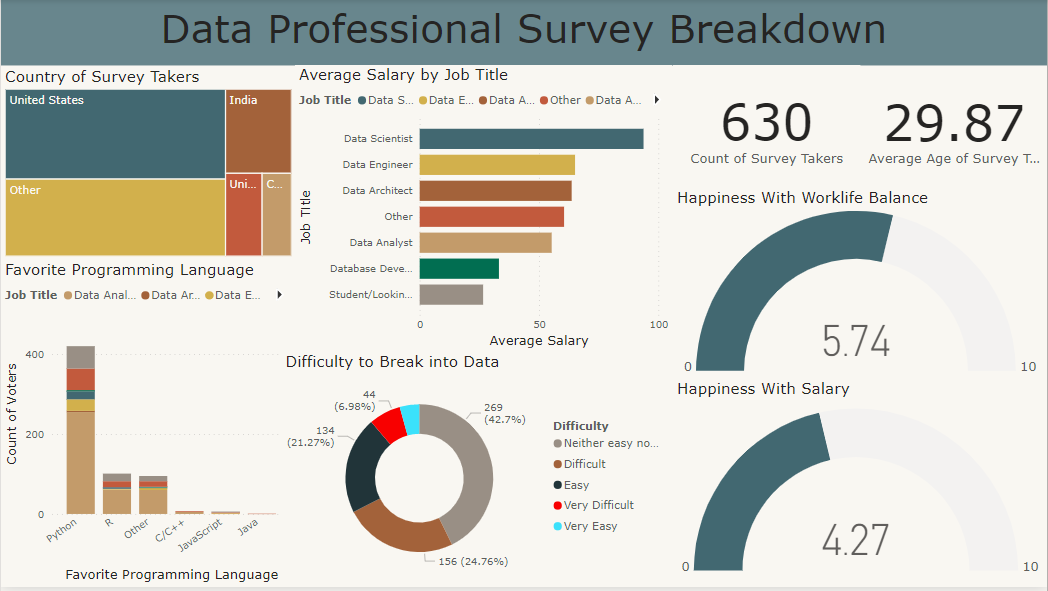 Data Professional Survey Breakdown
Country of Survey Takers
United States
India
Other
Uni...
C...
Average Salary by Job Title
Job Title Data S... Data E... Data A... Other Data A...
Job Title
Data Scientist
Data Engineer
Data Architect
Other
Data Analyst
Database Deve...
Student/Lookin...
0 50 100
Average Salary
630
Count of Survey Takers
29.87
Average Age of Survey T...
Happiness With Worklife Balance
5.74
0 10
Happiness With Salary
4.27
0 10
Favorite Programming Language
Job Title Data Anal... Data Ar... Data E...
Count of Voters
400
200
0
Python R Other C/C++ JavaScript Java
Favorite Programming Language
Difficulty to Break into Data
44
(6.98%)
269
(42.7%)
134
(21.27%)
156 (24.76%)
Difficulty
Neither easy no...
Difficult
Easy
Very Difficult
Very Easy